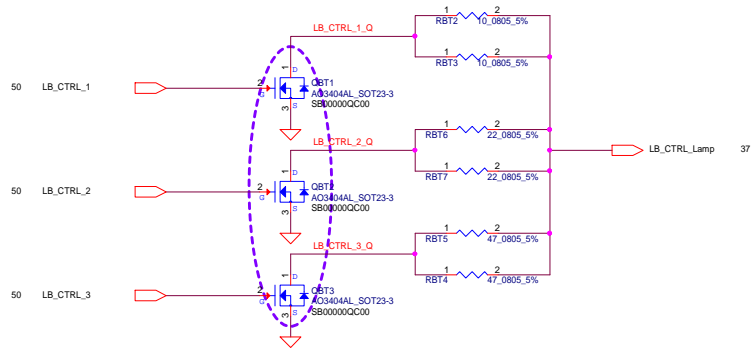 LB_CTRL_1_Q
1 2
RBT2 10_0805_5%
1 2
RBT3 10_0805_5%
50 LB_CTRL_1
1 D
2 G
3 S
QBT1
AO3404AL_SOT23-3
SB00000QC00
LB_CTRL_2_Q
1 2
RBT6 22_0805_5%
1 2
RBT7 22_0805_5%
LB_CTRL_Lamp 37
50 LB_CTRL_2
1 D
2 G
3 S
QBT2
AO3404AL_SOT23-3
SB00000QC00
LB_CTRL_3_Q
1 2
RBT5 47_0805_5%
1 2
RBT4 47_0805_5%
50 LB_CTRL_3
1 D
2 G
3 S
QBT3
AO3404AL_SOT23-3
SB00000QC00